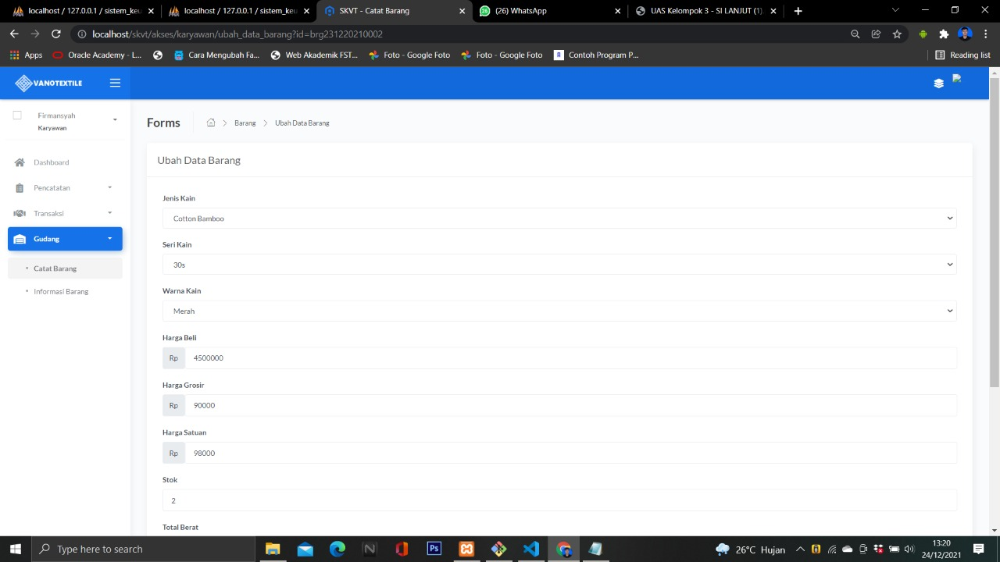 localhost / 127.0.0.1 / sistem_keu
localhost / 127.0.0.1 / sistem_keu
SKVT - Catat Barang
(26) WhatsApp
UAS Kelompok 3 - SI LANJUT (1).
localhost/skvt/akses/karyawan/ubah_data_barang?id=brg231220210002
Apps
Oracle Academy - L...
Cara Mengubah Fa...
Web Akademik FST...
Foto - Google Foto
Foto - Google Foto
Contoh Program P...
Reading list
VANOTEXTILE
Firmansyah
Karyawan
Dashboard
Pencatatan
Transaksi
Gudang
Catat Barang
Informasi Barang
Forms
Barang
Ubah Data Barang
Ubah Data Barang
Jenis Kain
Cotton Bamboo
Seri Kain
30s
Warna Kain
Merah
Harga Beli
Rp 4500000
Harga Grosir
Rp 90000
Harga Satuan
Rp 98000
Stok
2
Total Berat
Type here to search
26°C Hujan
13:20
24/12/2021